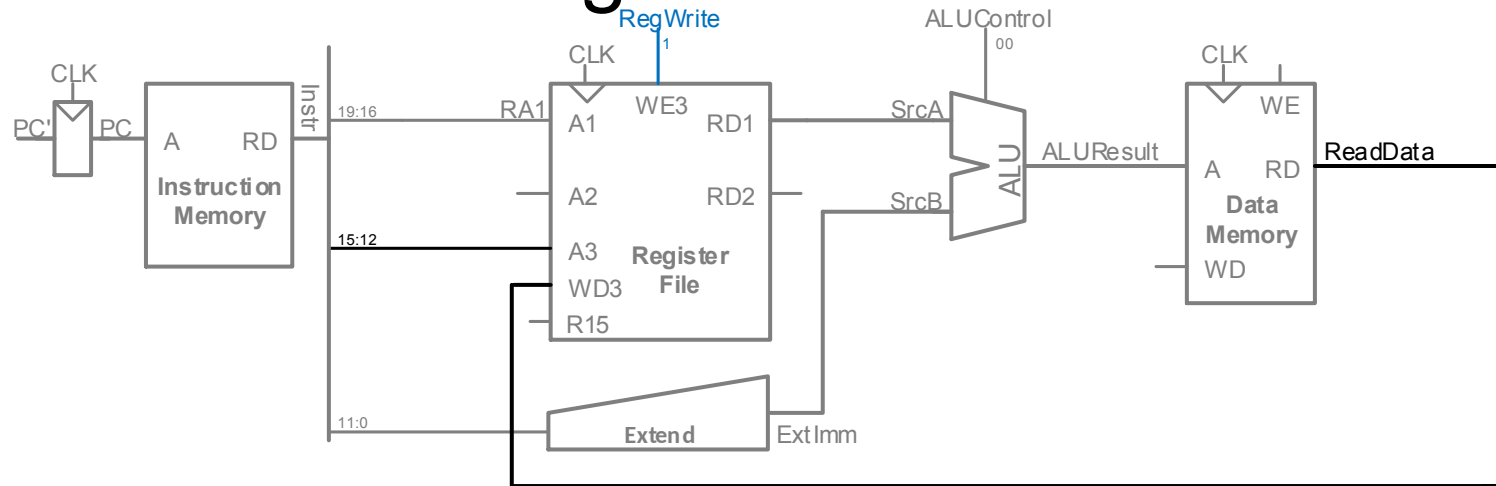 g
RegWrite
1
ALUControl
00
CLK
CLK
CLK
PC'
PC
A
RD
Instruction
Memory
Instr
19:16
RA1
A1
WE3
RD1
A2
RD2
15:12
A3
Register
File
WD3
R15
11:0
Extend
ExtImm
SrcA
SrcB
ALU
ALUResult
WE
A
RD
Data
Memory
WD
ReadData